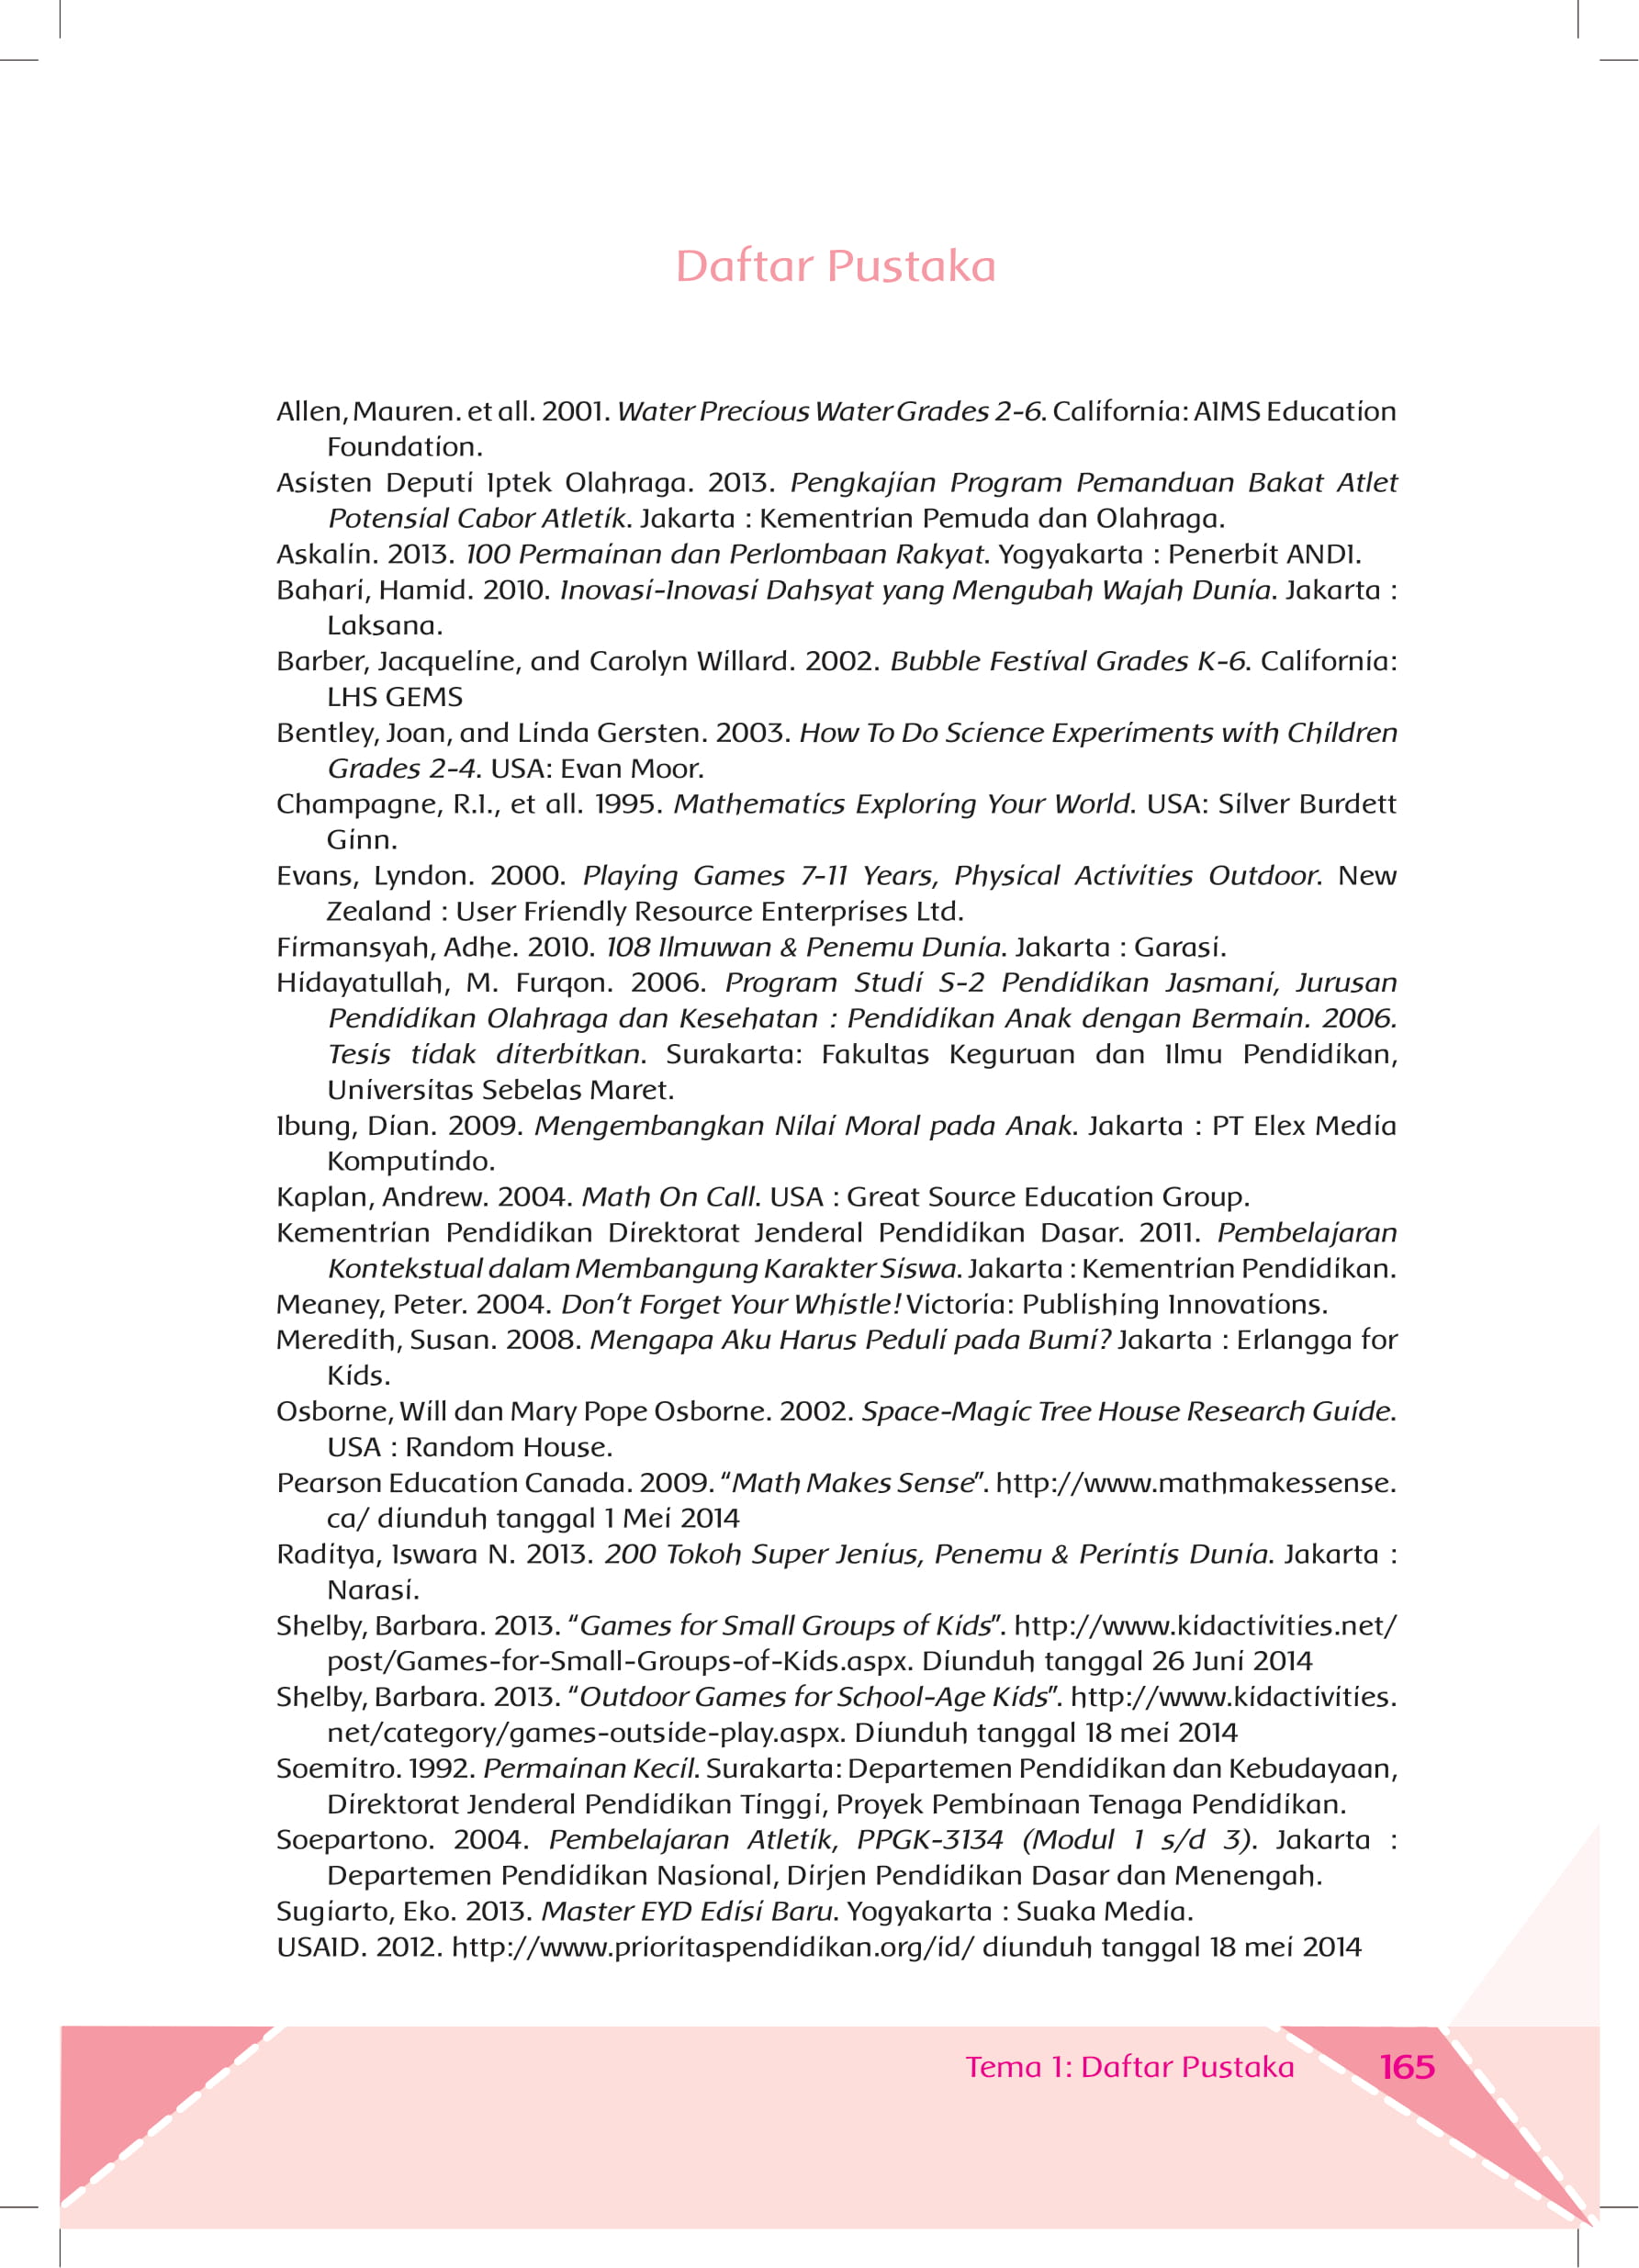 Daftar Pustaka
Allen, Mauren. et all. 2001. Water Precious Water Grades 2-6. California: AIMS Education
Foundation.
Asisten Deputi Iptek Olahraga. 2013. Pengkajian Program Pemanduan Bakat Atlet
Potensial Cabor Atletik. Jakarta : Kementrian Pemuda dan Olahraga.
Askalin. 2013. 100 Permainan dan Perlombaan Rakyat. Yogyakarta : Penerbit ANDI.
Bahari, Hamid. 2010. Inovasi-Inovasi Dahsyat yang Mengubah Wajah Dunia. Jakarta :
Laksana.
Barber, Jacqueline, and Carolyn Willard. 2002. Bubble Festival Grades K-6. California:
LHS GEMS
Bentley, Joan, and Linda Gersten. 2003. How To Do Science Experiments with Children
Grades 2-4. USA: Evan Moor.
Champagne, R.I., et all. 1995. Mathematics Exploring Your World. USA: Silver Burdett
Ginn.
Evans, Lyndon. 2000. Playing Games 7-11 Years, Physical Activities Outdoor. New
Zealand : User Friendly Resource Enterprises Ltd.
Firmansyah, Adhe. 2010. 108 Ilmuwan & Penemu Dunia. Jakarta : Garasi.
Hidayatullah, M. Furqon. 2006. Program Studi S-2 Pendidikan Jasmani, Jurusan
Pendidikan Olahraga dan Kesehatan : Pendidikan Anak dengan Bermain. 2006.
Tesis tidak diterbitkan. Surakarta: Fakultas Keguruan dan Ilmu Pendidikan,
Universitas Sebelas Maret.
Ibung, Dian. 2009. Mengembangkan Nilai Moral pada Anak. Jakarta : PT Elex Media
Komputindo.
Kaplan, Andrew. 2004. Math On Call. USA : Great Source Education Group.
Kementrian Pendidikan Direktorat Jenderal Pendidikan Dasar. 2011. Pembelajaran
Kontekstual dalam Membangung Karakter Siswa. Jakarta : Kementrian Pendidikan.
Meaney, Peter. 2004. Don’t Forget Your Whistle! Victoria: Publishing Innovations.
Meredith, Susan. 2008. Mengapa Aku Harus Peduli pada Bumi? Jakarta : Erlangga for
Kids.
Osborne, Will dan Mary Pope Osborne. 2002. Space-Magic Tree House Research Guide.
USA : Random House.
Pearson Education Canada. 2009. “Math Makes Sense”. http://www.mathmakessense.
ca/ diunduh tanggal 1 Mei 2014
Raditya, Iswara N. 2013. 200 Tokoh Super Jenius, Penemu & Perintis Dunia. Jakarta :
Narasi.
Shelby, Barbara. 2013. “Games for Small Groups of Kids”. http://www.kidactivities.net/
post/Games-for-Small-Groups-of-Kids.aspx. Diunduh tanggal 26 Juni 2014
Shelby, Barbara. 2013. “Outdoor Games for School-Age Kids”. http://www.kidactivities.
net/category/games-outside-play.aspx. Diunduh tanggal 18 mei 2014
Soemitro. 1992. Permainan Kecil. Surakarta: Departemen Pendidikan dan Kebudayaan,
Direktorat Jenderal Pendidikan Tinggi, Proyek Pembinaan Tenaga Pendidikan.
Soepartono. 2004. Pembelajaran Atletik, PPGK-3134 (Modul 1 s/d 3). Jakarta :
Departemen Pendidikan Nasional, Dirjen Pendidikan Dasar dan Menengah.
Sugiarto, Eko. 2013. Master EYD Edisi Baru. Yogyakarta : Suaka Media.
USAID. 2012. http://www.prioritaspendidikan.org/id/ diunduh tanggal 18 mei 2014
Tema 1: Daftar Pustaka 165